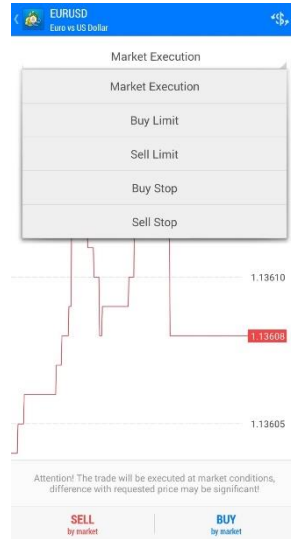 EURUSD
Euro vs US Dollar
Market Execution
Market Execution
Buy Limit
Sell Limit
Buy Stop
Sell Stop
1.13610
1.13608
1.13605
Attention! The trade will be executed at market conditions,
difference with requested price may be significant!
SELL
by market
BUY
by market